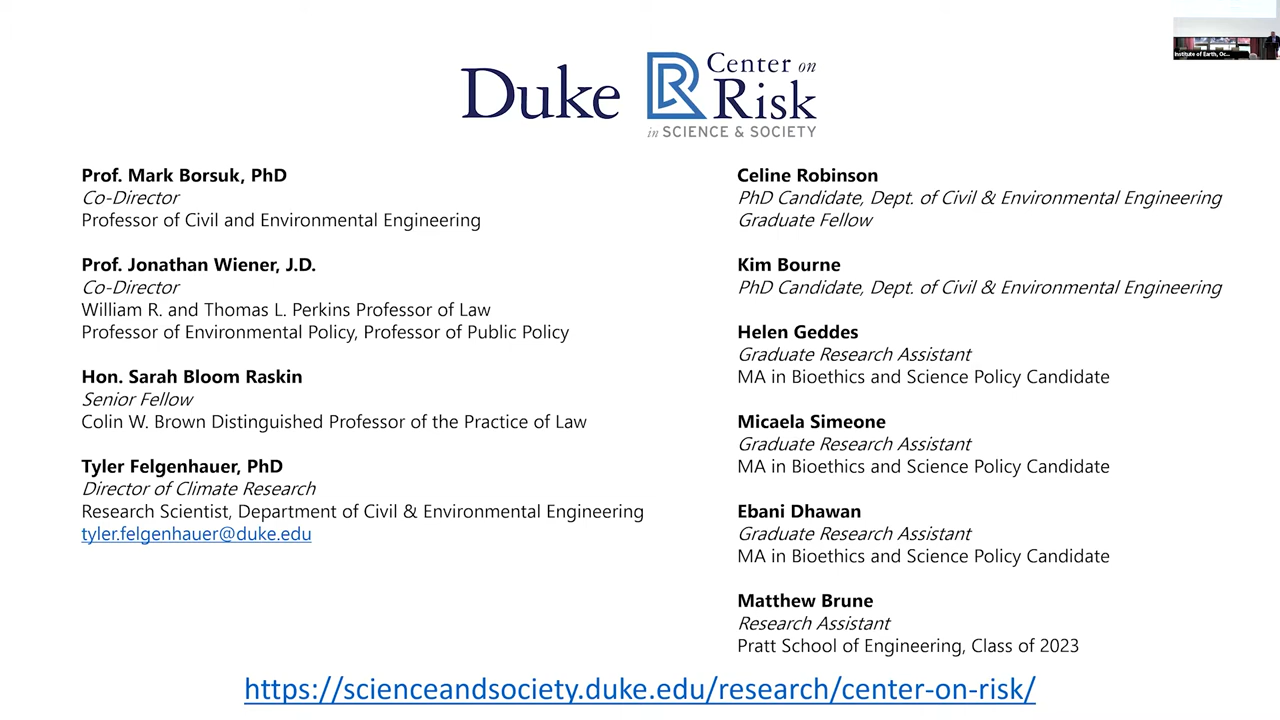 Duke
Center on
Risk
in SCIENCE & SOCIETY
Institute of Earth, Oc...
Prof. Mark Borsuk, PhD
Co-Director
Professor of Civil and Environmental Engineering
Prof. Jonathan Wiener, J.D.
Co-Director
William R. and Thomas L. Perkins Professor of Law
Professor of Environmental Policy, Professor of Public Policy
Hon. Sarah Bloom Raskin
Senior Fellow
Colin W. Brown Distinguished Professor of the Practice of Law
Tyler Felgenhauer, PhD
Director of Climate Research
Research Scientist, Department of Civil & Environmental Engineering
tyler.felgenhauer@duke.edu
Celine Robinson
PhD Candidate, Dept. of Civil & Environmental Engineering
Graduate Fellow
Kim Bourne
PhD Candidate, Dept. of Civil & Environmental Engineering
Helen Geddes
Graduate Research Assistant
MA in Bioethics and Science Policy Candidate
Micaela Simeone
Graduate Research Assistant
MA in Bioethics and Science Policy Candidate
Ebani Dhawan
Graduate Research Assistant
MA in Bioethics and Science Policy Candidate
Matthew Brune
Research Assistant
Pratt School of Engineering, Class of 2023
https://scienceandsociety.duke.edu/research/center-on-risk/